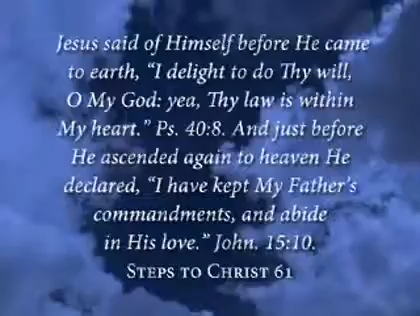 Jesus said of Himself before He came
to earth, “I delight to do Thy will,
O My God: yea, Thy law is within
My heart.” Ps. 40:8. And just before
He ascended again to heaven He
declared, “I have kept My Father’s
commandments, and abide
in His love.” John. 15:10.
Steps to Christ 61